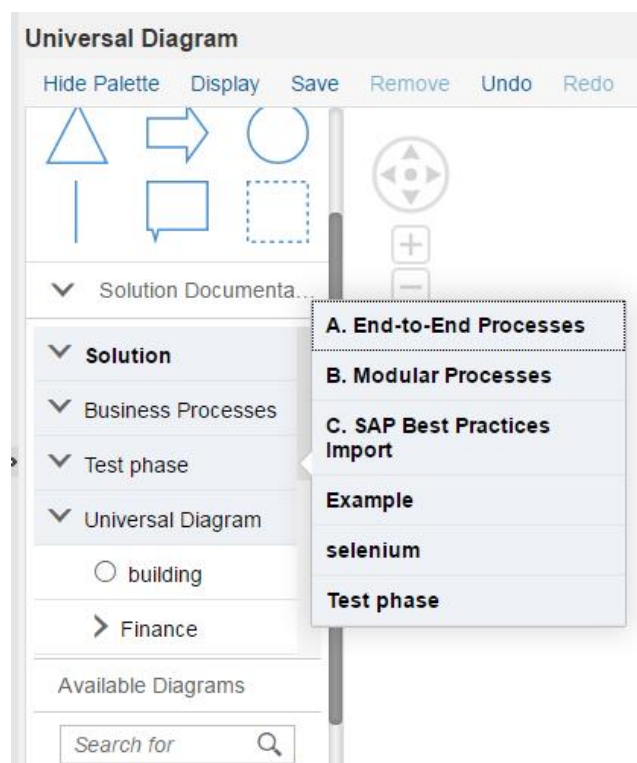 Universal Diagram
Hide Palette Display Save Remove Undo Redo
Solution Documenta...
Solution
Business Processes
Test phase
Universal Diagram
building
Finance
Available Diagrams
Search for
A. End-to-End Processes
B. Modular Processes
C. SAP Best Practices
Import
Example
selenium
Test phase